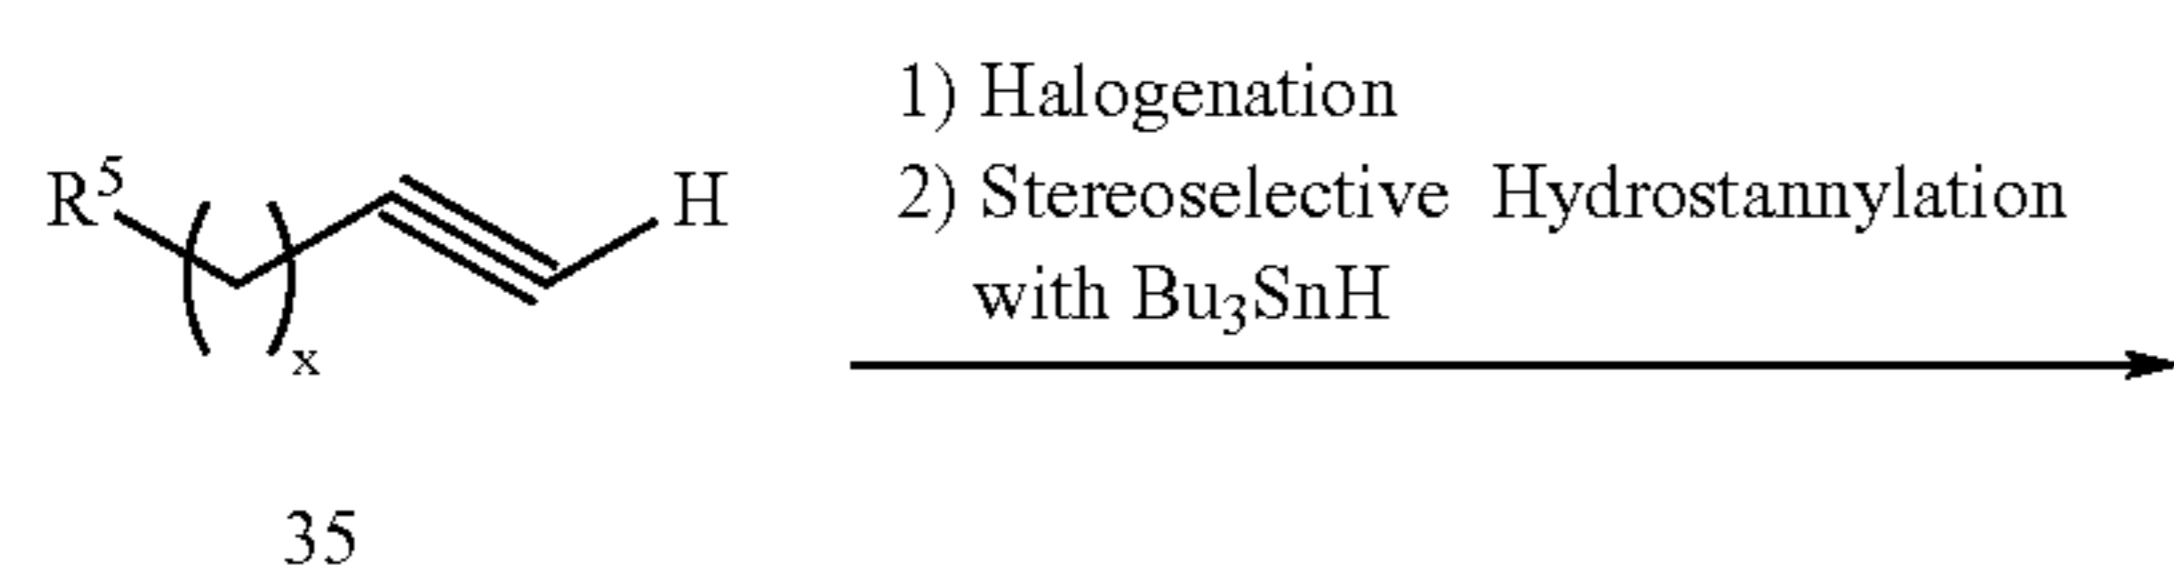 1) Halogenation
2) Stereoselective Hydrostannylation
with Bu₃SnH
R⁵
H
x
35